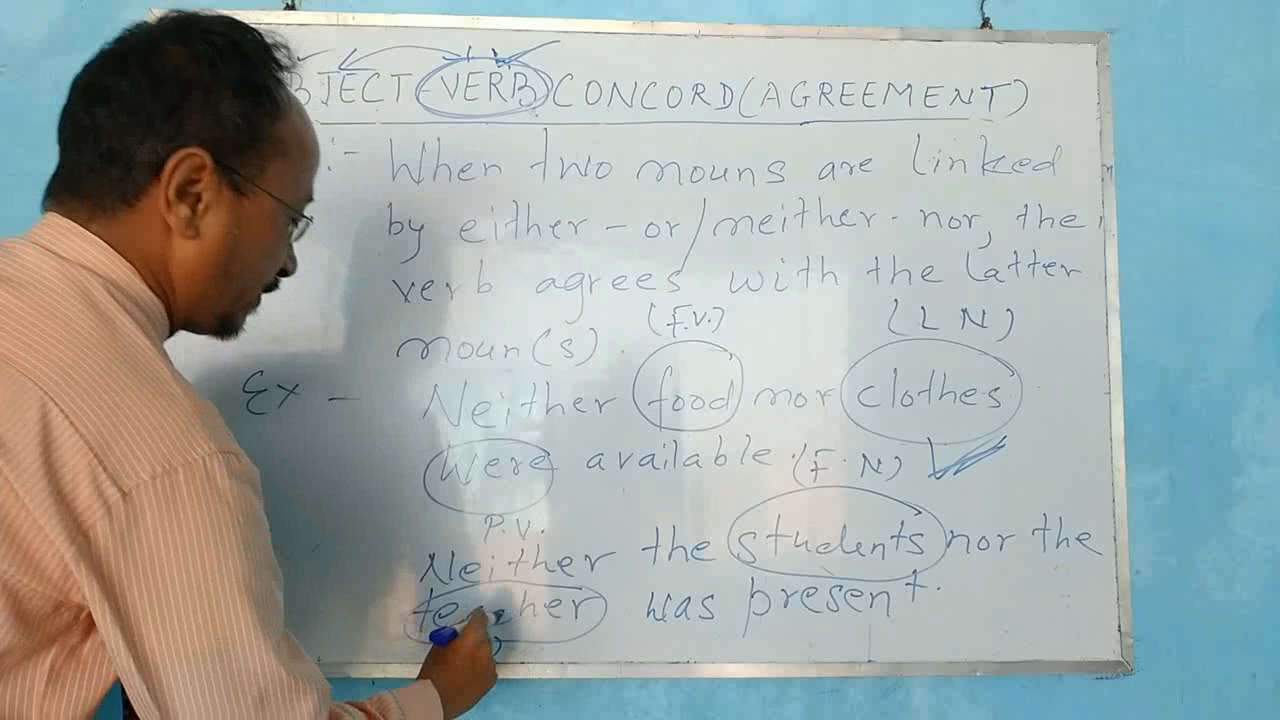 BJECT-VERB CONCORD (AGREEMENT)
:- When two nouns are linked
by either-or/neither-nor, the
verb agrees with the latter
(F.V.) (L N)
noun(s).
Ex - Neither food nor clothes
were available. (F.N)
P.V.
Neither the students nor the
teacher was present.